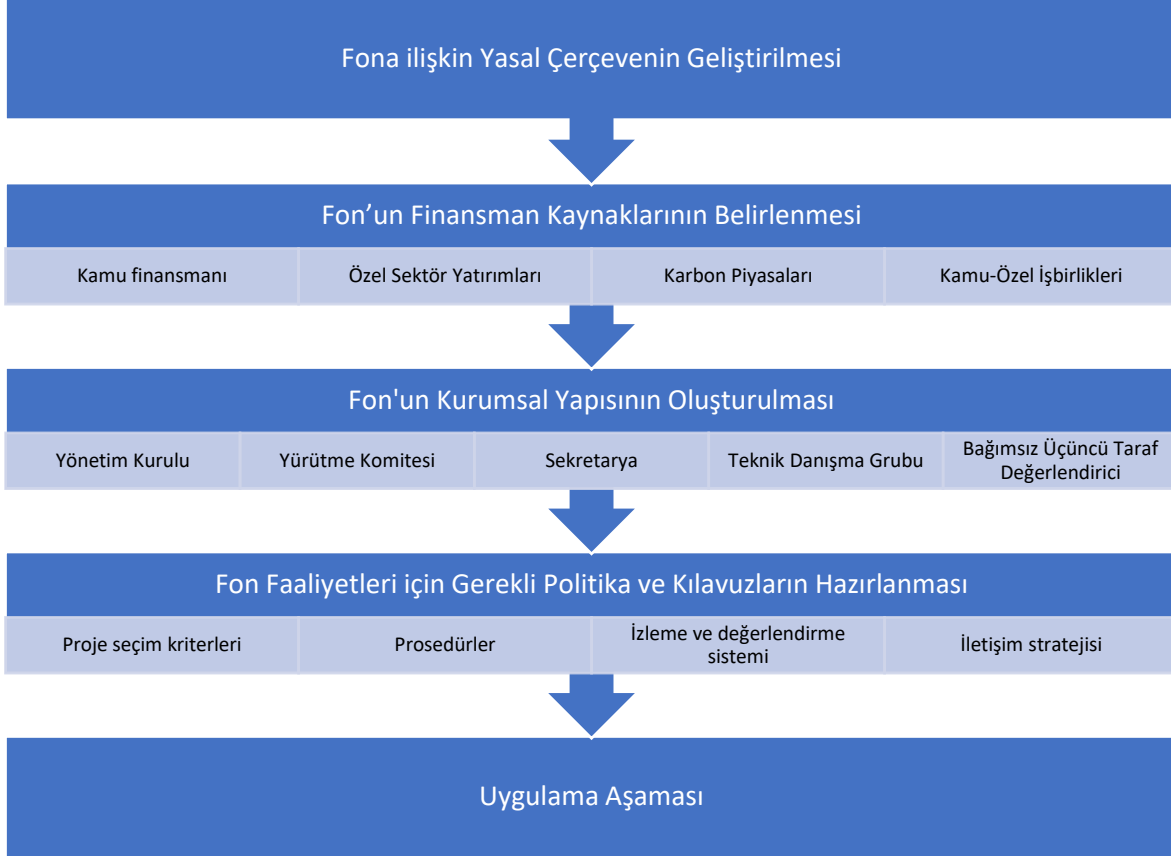 Fona ilişkin Yasal Çerçevenin Geliştirilmesi
Fon’un Finansman Kaynaklarının Belirlenmesi
Kamu finansmanı
Özel Sektör Yatırımları
Karbon Piyasaları
Kamu-Özel İşbirlikleri
Fon'un Kurumsal Yapısının Oluşturulması
Yönetim Kurulu
Yürütme Komitesi
Sekretarya
Teknik Danışma Grubu
Bağımsız Üçüncü Taraf
Değerlendirici
Fon Faaliyetleri için Gerekli Politika ve Kılavuzların Hazırlanması
Proje seçim kriterleri
Prosedürler
İzleme ve değerlendirme
sistemi
İletişim stratejisi
Uygulama Aşaması